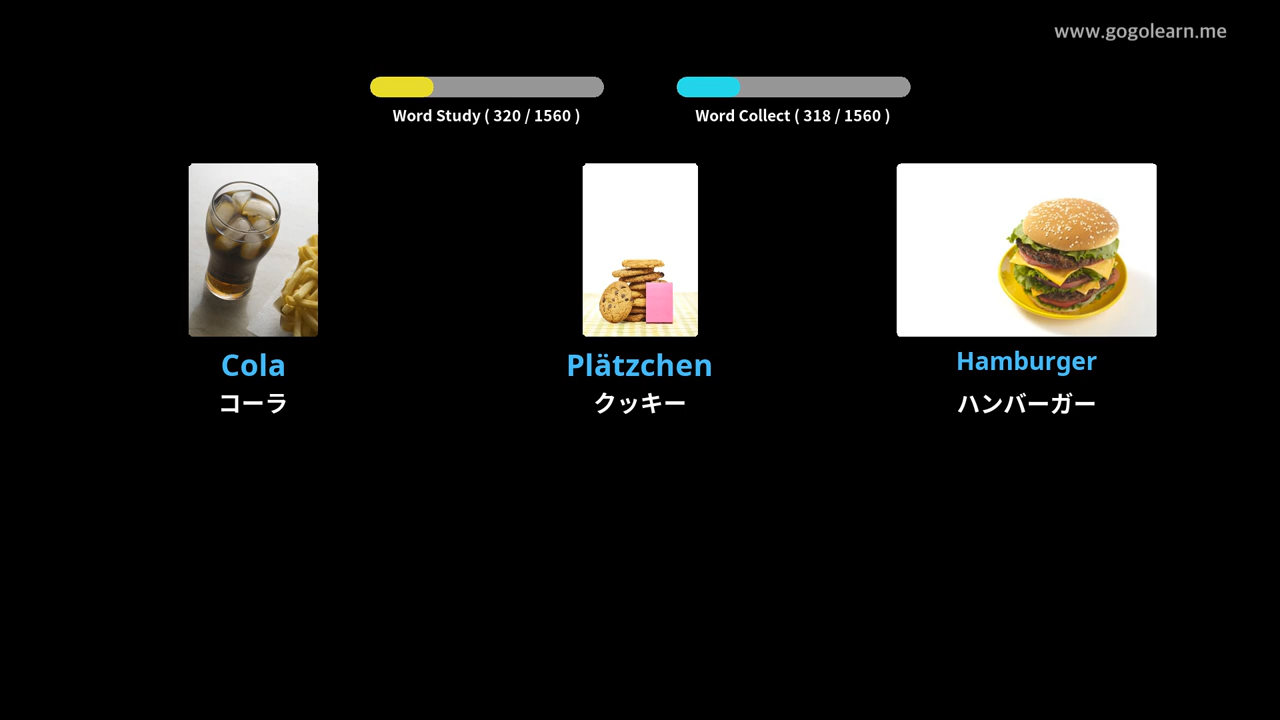 www.gogolearn.me
Word Study ( 320 / 1560 )
Word Collect ( 318 / 1560 )
Cola
Plätzchen
Hamburger
コーラ
クッキー
ハンバーガー